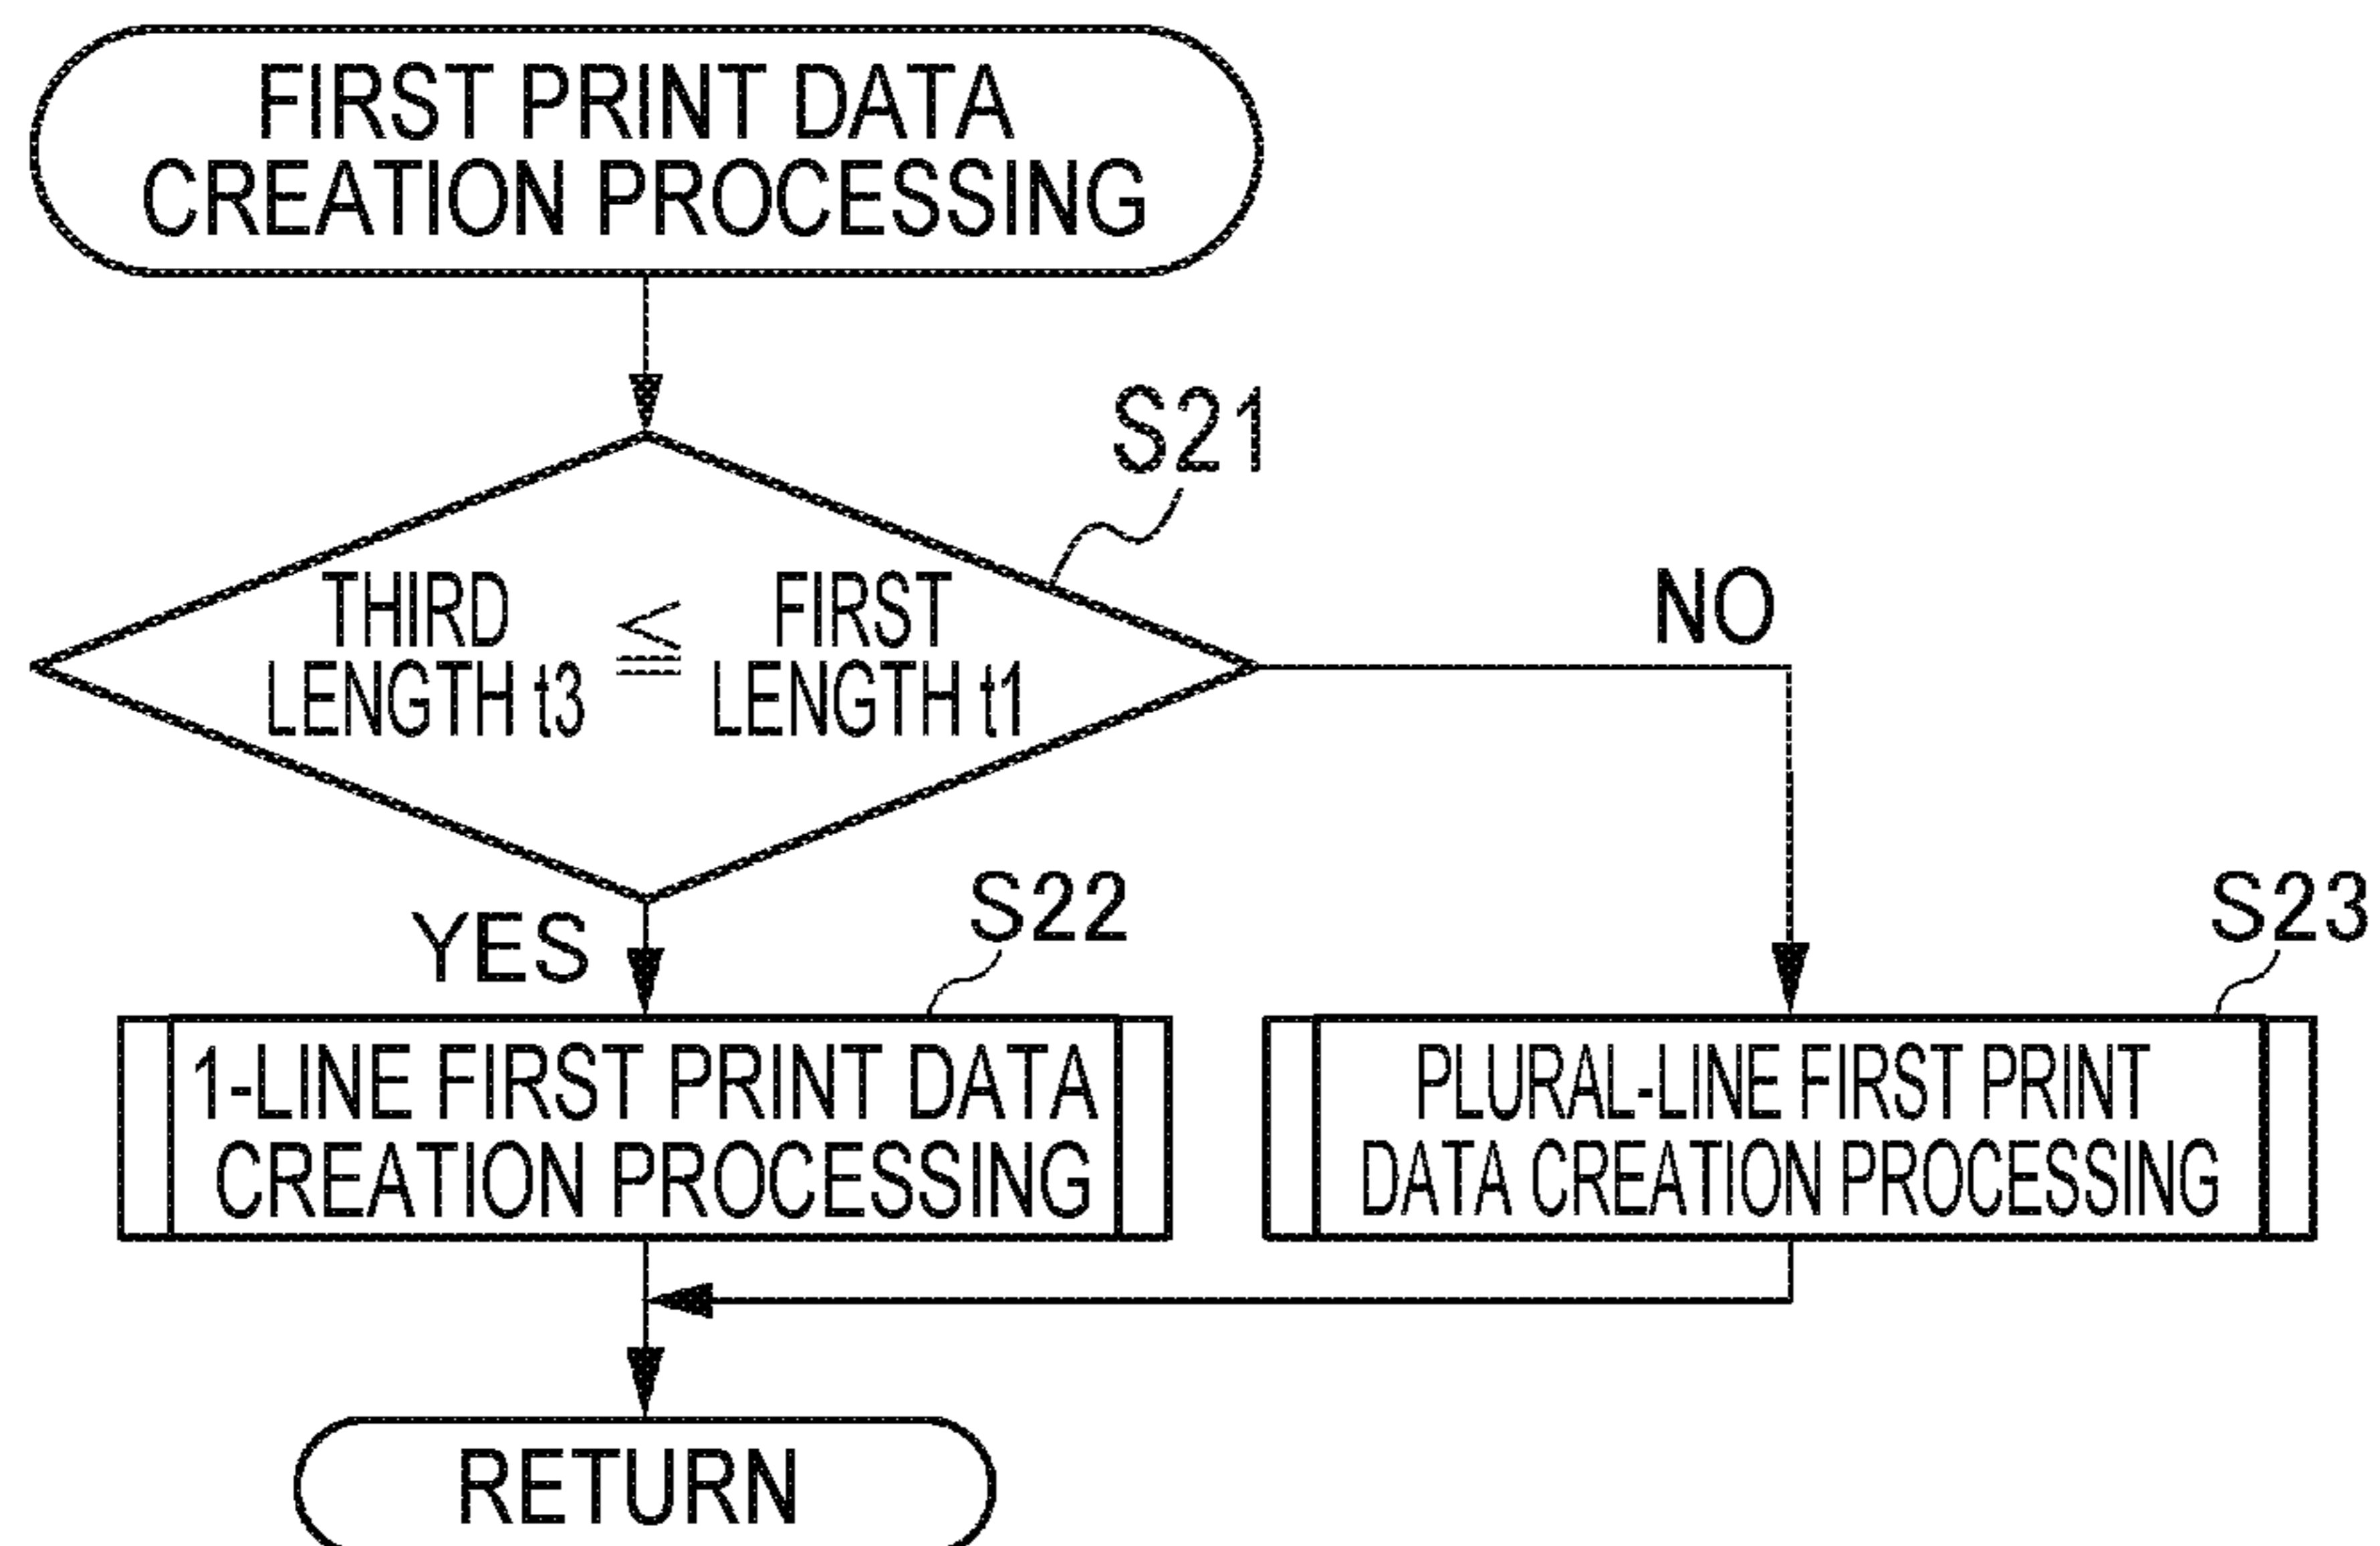 FIRST PRINT DATA
CREATION PROCESSING
S21
THIRD
LENGTH t3
≦
FIRST
LENGTH t1
NO
YES
S22
S23
1-LINE FIRST PRINT DATA
CREATION PROCESSING
PLURAL-LINE FIRST PRINT
DATA CREATION PROCESSING
RETURN